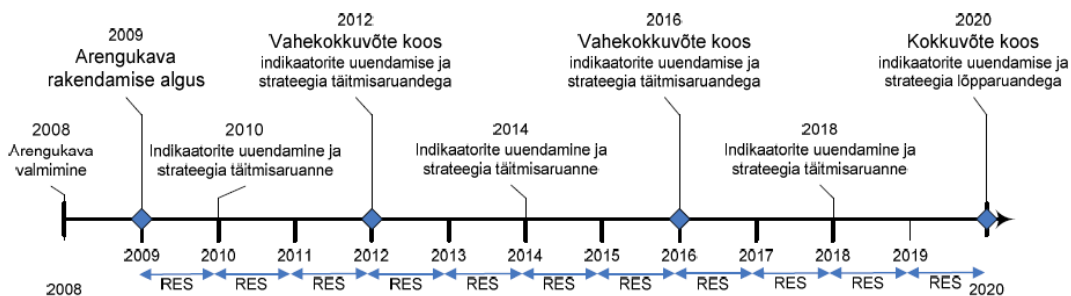 2009
Arengukava
rakendamise algus
2012
Vahekokkuvõte koos
indikaatorite uuendamise ja
strateegia täitmisaruandega
2016
Vahekokkuvõte koos
indikaatorite uuendamise ja
strateegia täitmisaruandega
2020
Kokkuvõte koos
indikaatorite uuendamise ja
strateegia lõpparuandega
2008
Arengukava
valmimine
2010
Indikaatorite uuendamine ja
strateegia täitmisaruanne
2014
Indikaatorite uuendamine ja
strateegia täitmisaruanne
2018
Indikaatorite uuendamine ja
strateegia täitmisaruanne
2009 2010 2011 2012 2013 2014 2015 2016 2017 2018 2019
RES RES RES RES RES RES RES RES RES RES RES
2008 2020